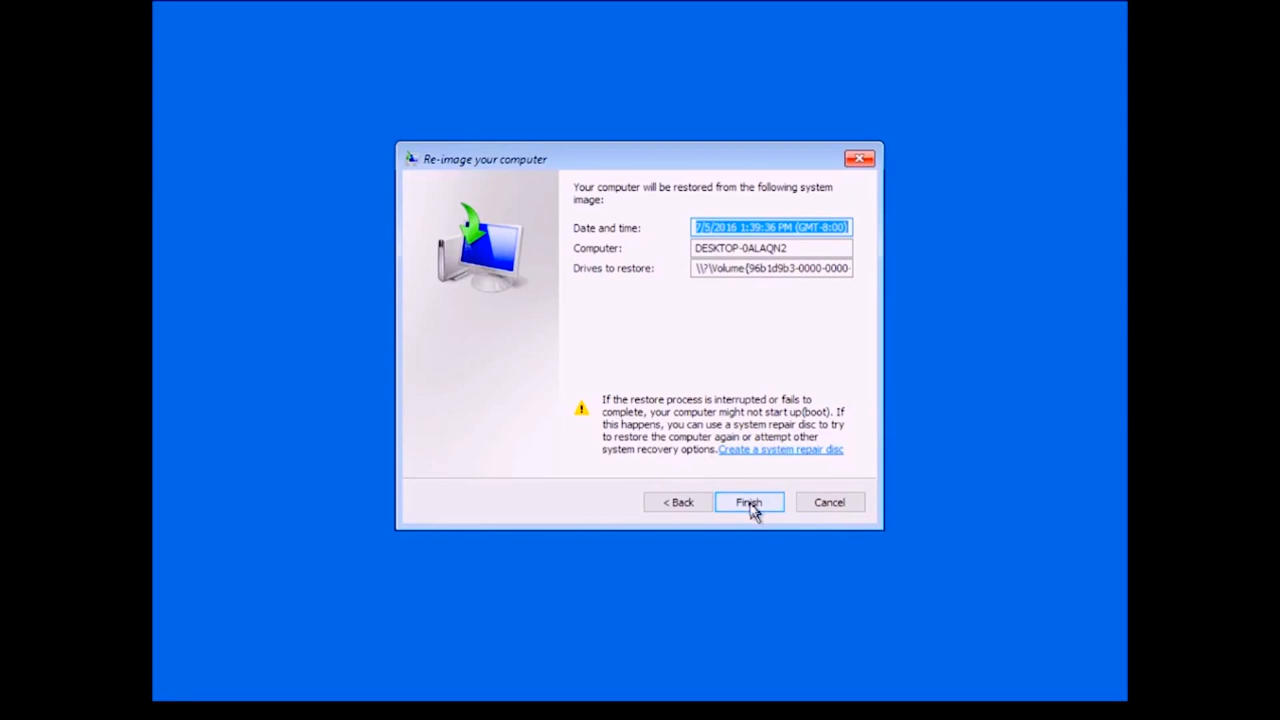 Re-image your computer
Your computer will be restored from the following system
image:
Date and time: 7/5/2016 1:39:36 PM (GMT-8:00)
Computer: DESKTOP-0ALAQN2
Drives to restore: \\?\Volume{96b1d9b3-0000-0000-
If the restore process is interrupted or fails to
complete, your computer might not start up(boot). If
this happens, you can use a system repair disc to try
to restore the computer again or attempt other
system recovery options.Create a system repair disc
< Back Finish Cancel